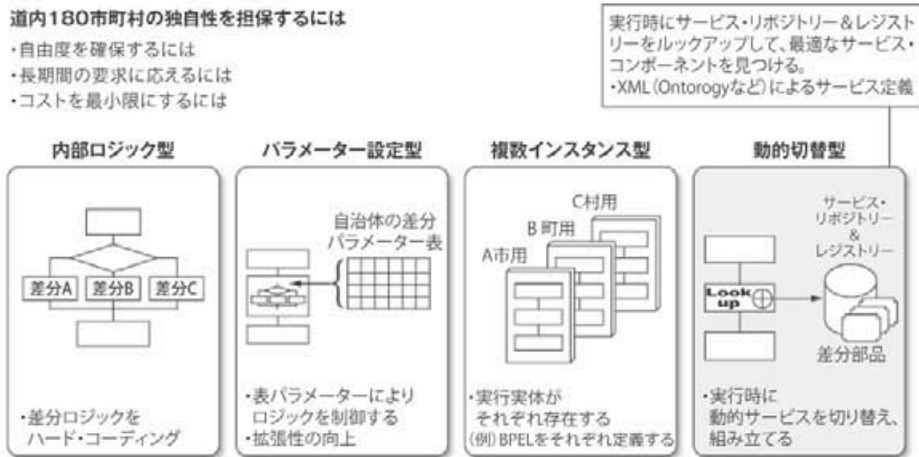 道内180市町村の独自性を担保するには
・自由度を確保するには
・長期間の要求に応えるには
・コストを最小限にするには
実行時にサービス・リポジトリー&レジスト
リーをルックアップして、最適なサービス・
コンポーネントを見つける。
・XML(Ontorogyなど)によるサービス定義
内部ロジック型
差分A
差分B
差分C
・差分ロジックを
ハード・コーディング
パラメーター設定型
自治体の差分
パラメーター表
・表パラメーターにより
ロジックを制御する
・拡張性の向上
複数インスタンス型
C村用
B町用
A市用
・実行実体が
それぞれ存在する
(例)BPELをそれぞれ定義する
動的切替型
サービス・
リポジトリー
&
レジストリー
Look
up
差分部品
・実行時に
動的サービスを切り替え、
組み立てる